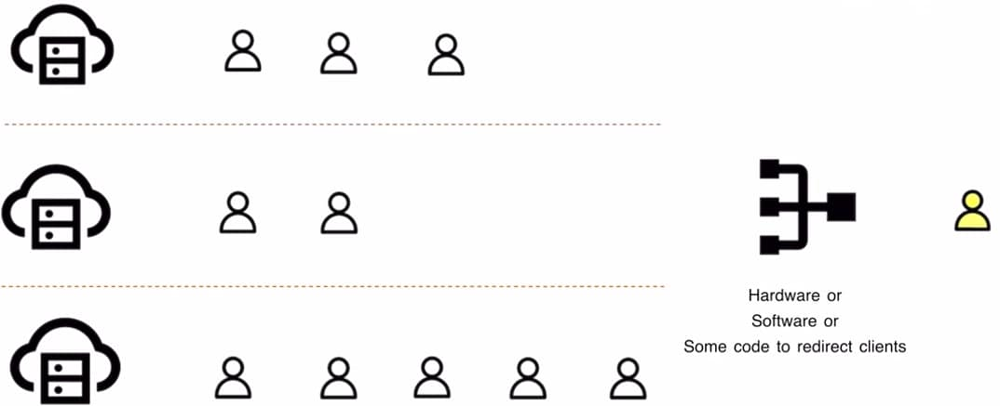 Hardware or
Software or
Some code to redirect clients